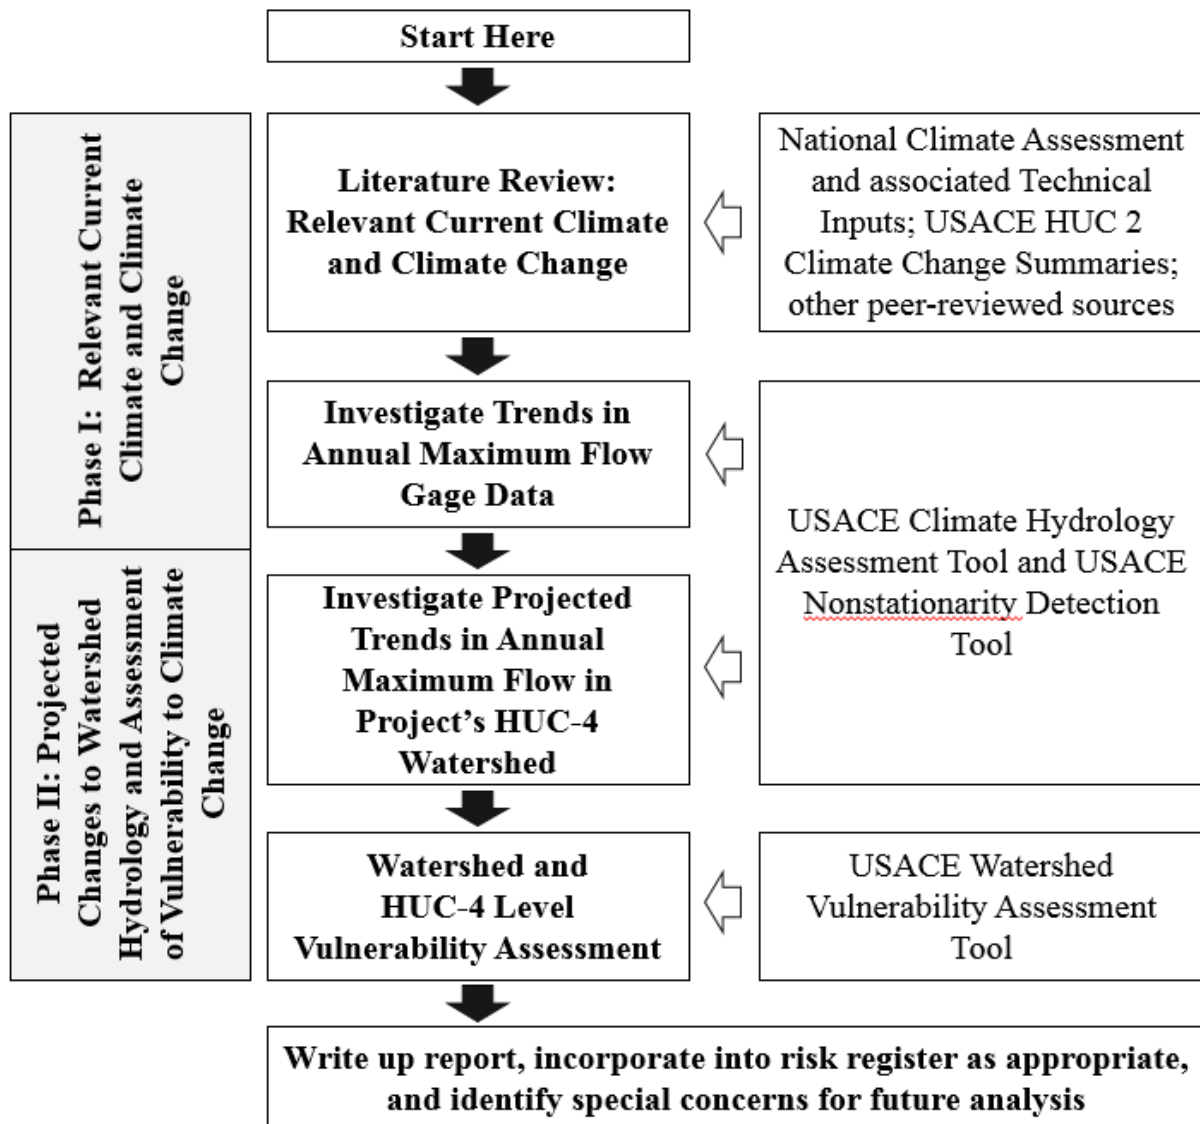 Start Here
Phase I:  Relevant Current
Climate and Climate
Change
Literature Review:
Relevant Current Climate
and Climate Change
National Climate Assessment
and associated Technical
Inputs; USACE HUC 2
Climate Change Summaries;
other peer-reviewed sources
Investigate Trends in
Annual Maximum Flow
Gage Data
USACE Climate Hydrology
Assessment Tool and USACE
Nonstationarity Detection
Tool
Phase II: Projected
Changes to Watershed
Hydrology and Assessment
of Vulnerability to Climate
Change
Investigate Projected
Trends in Annual
Maximum Flow in
Project’s HUC-4
Watershed
Watershed and
HUC-4 Level
Vulnerability Assessment
USACE Watershed
Vulnerability Assessment
Tool
Write up report, incorporate into risk register as appropriate,
and identify special concerns for future analysis